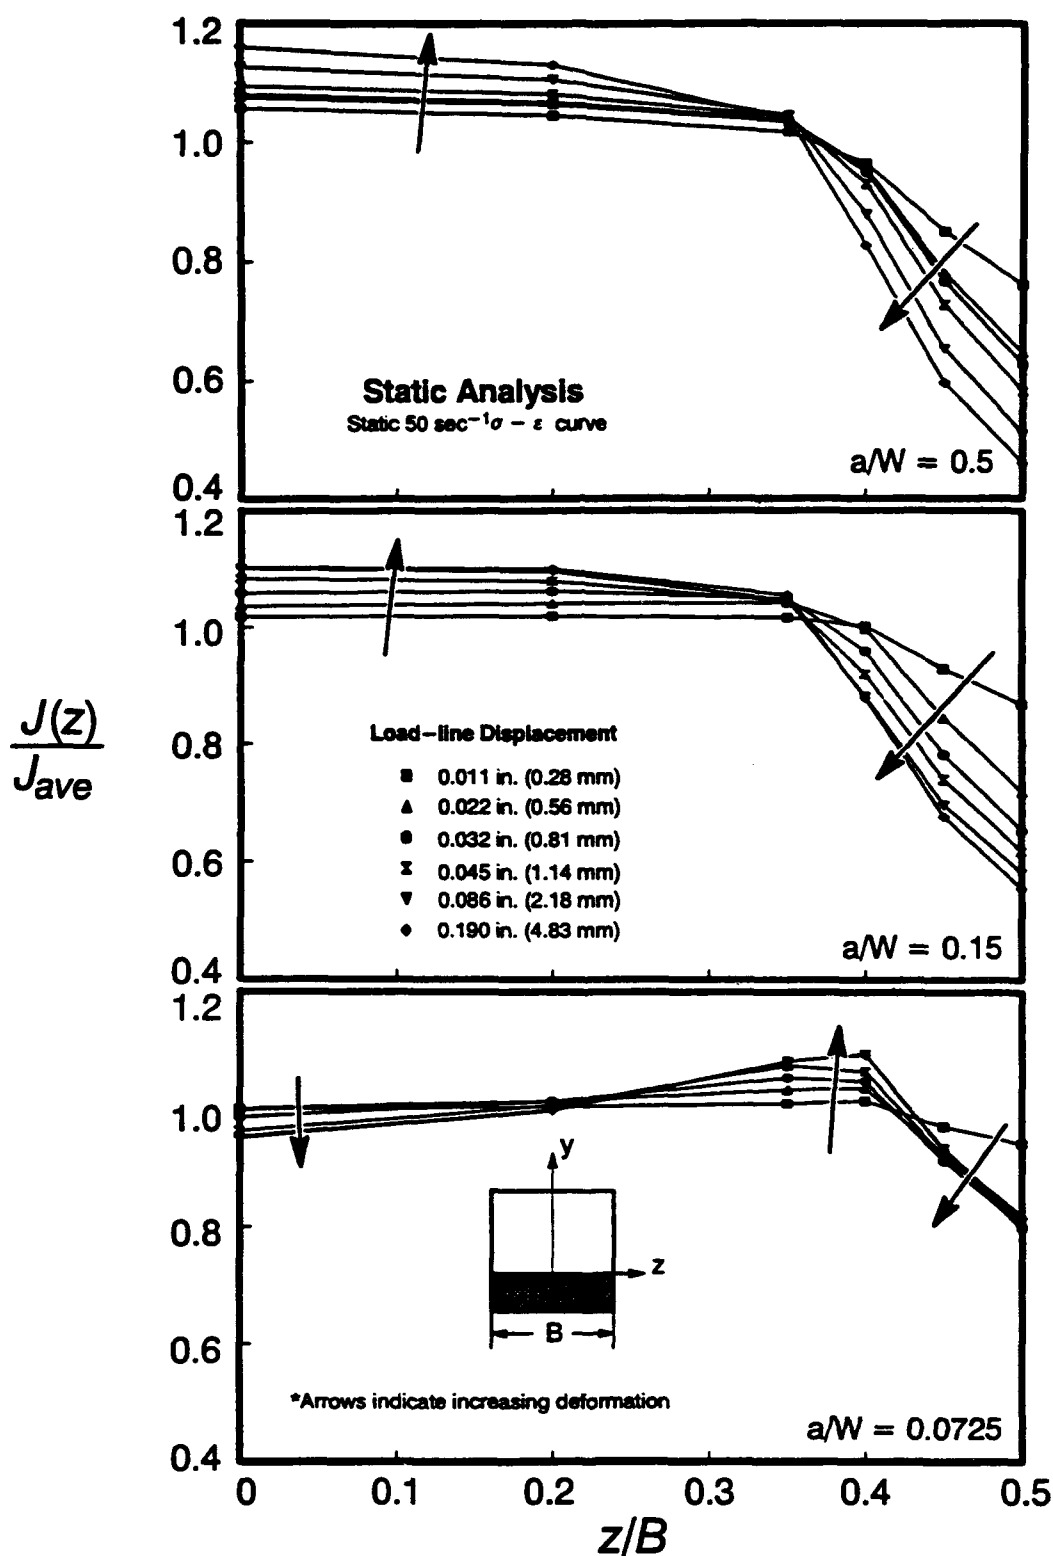 1.2
1.0
0.8
0.6
0.4
Static Analysis
Static 50 sec⁻¹ σ – ε curve
a/W = 0.5
1.2
1.0
0.8
0.6
0.4
J(z)
J_ave
Load–line Displacement
0.011 in. (0.28 mm)
0.022 in. (0.56 mm)
0.032 in. (0.81 mm)
0.045 in. (1.14 mm)
0.086 in. (2.18 mm)
0.190 in. (4.83 mm)
a/W = 0.15
1.2
1.0
0.8
0.6
0.4
y
z
B
*Arrows indicate increasing deformation
a/W = 0.0725
0 0.1 0.2 0.3 0.4 0.5
z/B